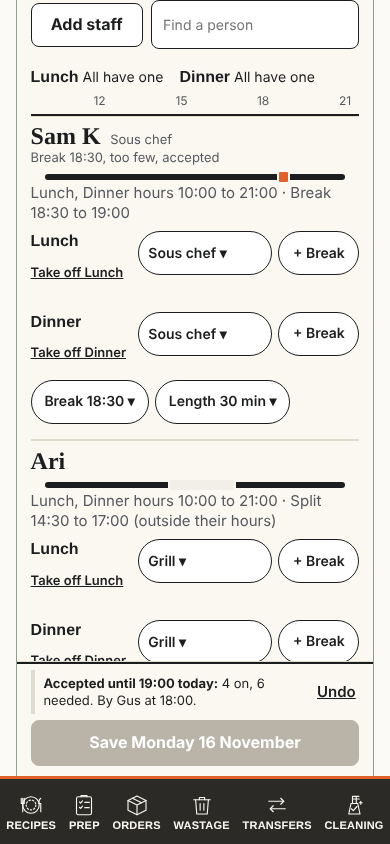 Add staff
Find a person
Lunch All have one Dinner All have one
12 15 18 21
Sam K Sous chef
Break 18:30, too few, accepted
Lunch, Dinner hours 10:00 to 21:00 · Break
18:30 to 19:00
Lunch
Sous chef ▾
+ Break
Take off Lunch
Dinner
Sous chef ▾
+ Break
Take off Dinner
Break 18:30 ▾
Length 30 min ▾
Ari
Lunch, Dinner hours 10:00 to 21:00 · Split
14:30 to 17:00 (outside their hours)
Lunch
Grill ▾
+ Break
Take off Lunch
Dinner
Grill ▾
+ Break
Take off Dinner
Accepted until 19:00 today: 4 on, 6
needed. By Gus at 18:00.
Undo
Save Monday 16 November
RECIPES PREP ORDERS WASTAGE TRANSFERS CLEANING